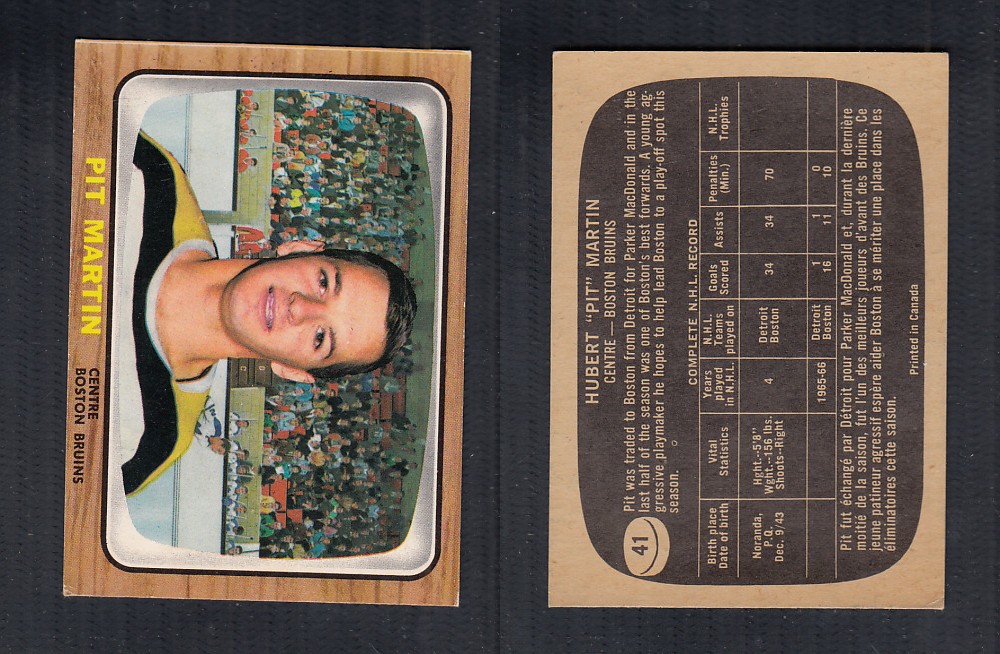 PIT MARTIN
CENTRE
BOSTON BRUINS
41
HUBERT "PIT" MARTIN
CENTRE—BOSTON BRUINS
Pit was traded to Boston from Detroit for Parker MacDonald and in the
last half of the season was one of Boston's best forwards. A young ag-
gressive playmaker he hopes to help lead Boston to a play-off spot this
season.
COMPLETE N.H.L. RECORD
Birth place
Date of birth
Vital
Statistics
Years
played
in N.H.L.
N.H.L.
Teams
played on
Goals
Scored
Assists
Penalties
(Min.)
N.H.L.
Trophies
Noranda,
P.Q.
Dec. 9/43
Hght.--5'8"
Wght.--156 lbs.
Shoots--Right
4
Detroit
Boston
34
34
70
1965-66
Detroit
Boston
1
16
1
11
0
10
Pit fut échangé par Détroit pour Parker MacDonald et, durant la dernière
moitié de la saison, fut l'un des meilleurs joueurs d'avant des Bruins. Ce
jeune patineur agressif espère aider Boston à se mériter une place dans les
éliminatoires cette saison.
Printed in Canada